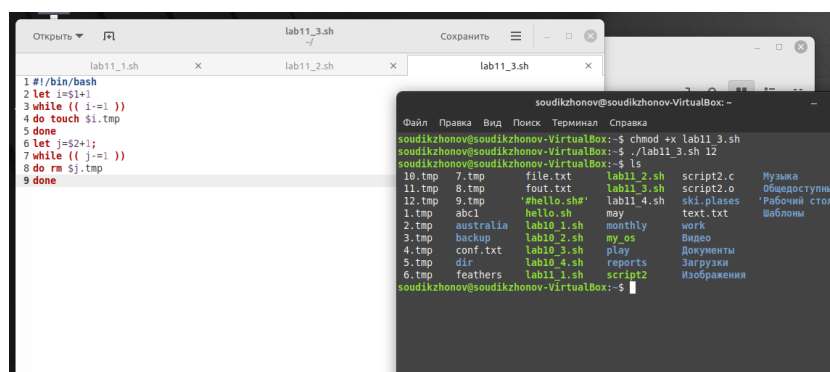 Открыть
lab11_3.sh
~/
Сохранить
lab11_1.sh
lab11_2.sh
lab11_3.sh
1 #!/bin/bash
2 let i=$1+1
3 while (( i-=1 ))
4 do touch $i.tmp
5 done
6 let j=$2+1;
7 while (( j-=1 ))
8 do rm $j.tmp
9 done
soudikzhonov@soudikzhonov-VirtualBox: ~
Файл Правка Вид Поиск Терминал Справка
soudikzhonov@soudikzhonov-VirtualBox:~$ chmod +x lab11_3.sh
soudikzhonov@soudikzhonov-VirtualBox:~$ ./lab11_3.sh 12
soudikzhonov@soudikzhonov-VirtualBox:~$ ls
10.tmp 7.tmp file.txt lab11_2.sh script2.c Музыка
11.tmp 8.tmp fout.txt lab11_3.sh script2.o Общедоступны
12.tmp 9.tmp '#hello.sh#' lab11_4.sh ski.plases 'Рабочий стол
1.tmp abc1 hello.sh may text.txt Шаблоны
2.tmp australia lab10_1.sh monthly work
3.tmp backup lab10_2.sh my_os Видео
4.tmp conf.txt lab10_3.sh play Документы
5.tmp dir lab10_4.sh reports Загрузки
6.tmp feathers lab11_1.sh script2 Изображения
soudikzhonov@soudikzhonov-VirtualBox:~$